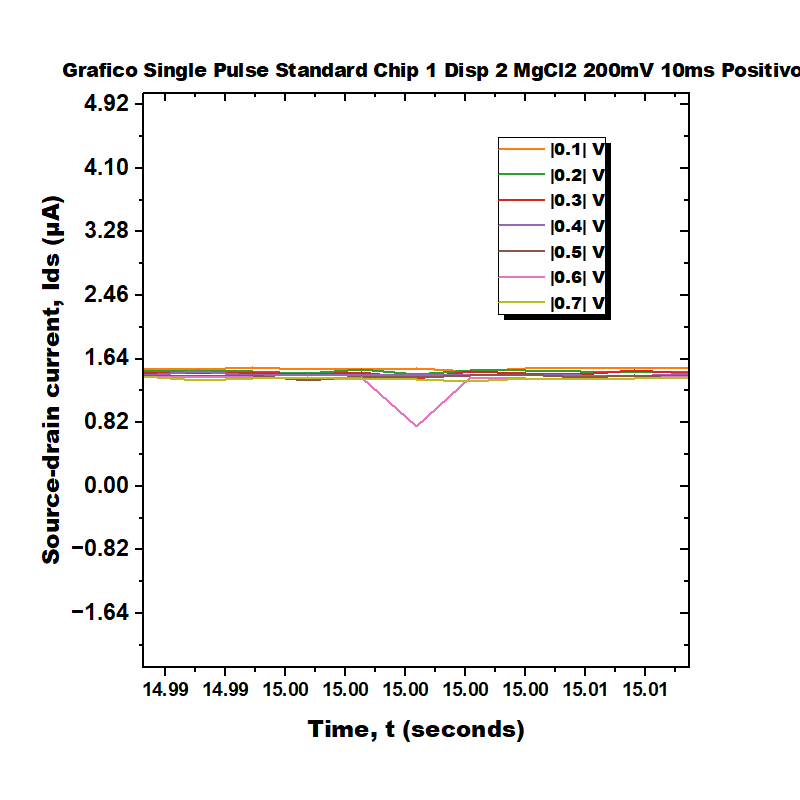 Grafico Single Pulse Standard Chip 1 Disp 2 MgCl2 200mV 10ms Positivo
4.92
4.10
3.28
2.46
1.64
0.82
0.00
−0.82
−1.64
Source-drain current, Ids (µA)
|0.1| V
|0.2| V
|0.3| V
|0.4| V
|0.5| V
|0.6| V
|0.7| V
14.99 14.99 15.00 15.00 15.00 15.00 15.00 15.01 15.01
Time, t (seconds)